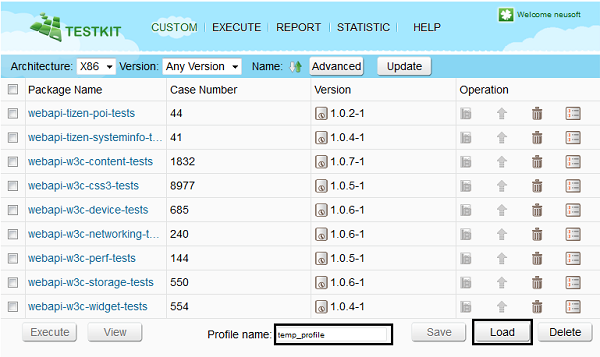 TESTKIT CUSTOM EXECUTE REPORT STATISTIC HELP Welcome neusoft
Architecture: X86 Version: Any Version Name: Advanced Update
Package Name Case Number Version Operation
webapi-tizen-poi-tests 44 1.0.2-1
webapi-tizen-systeminfo-t... 41 1.0.4-1
webapi-w3c-content-tests 1832 1.0.7-1
webapi-w3c-css3-tests 8977 1.0.5-1
webapi-w3c-device-tests 685 1.0.6-1
webapi-w3c-networking-t... 240 1.0.6-1
webapi-w3c-perf-tests 144 1.0.5-1
webapi-w3c-storage-tests 550 1.0.6-1
webapi-w3c-widget-tests 554 1.0.4-1
Execute View Profile name: temp_profile Save Load Delete